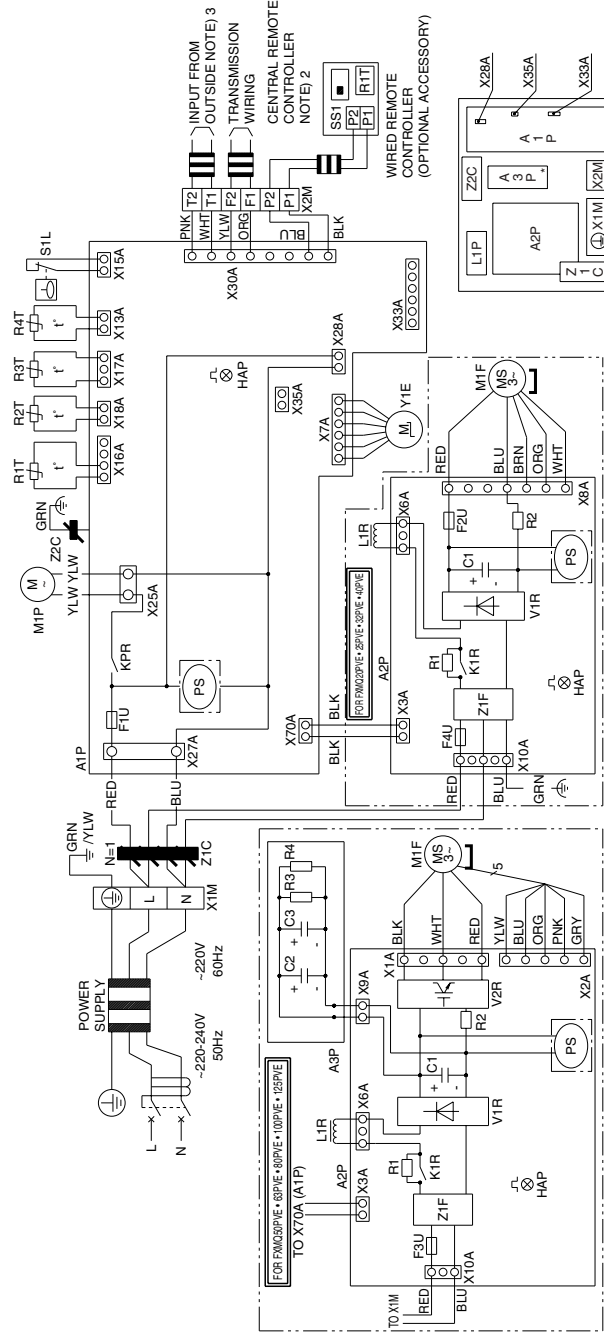 POWER
SUPPLY
L
N
~220-240V
50Hz
~220V
60Hz
L
N
X1M
GRN
/YLW
N=1
Z1C
RED
BLU
A1P
X27A
F1U
KPR
PS
X25A
YLW
YLW
M1P
M
~
Z2C
GRN
R1T
t°
X16A
R2T
t°
X18A
R3T
t°
X17A
R4T
t°
X13A
S1L
X15A
HAP
X35A
X28A
X33A
X30A
PNK
WHT
YLW
ORG
BLU
BLK
T2
T1
F2
F1
P2
P1
X2M
INPUT FROM
OUTSIDE NOTE) 3
TRANSMISSION
WIRING
CENTRAL REMOTE
CONTROLLER
NOTE) 2
SS1
P2
P1
R1T
WIRED REMOTE
CONTROLLER
(OPTIONAL ACCESSORY)
X7A
Y1E
M
X70A
BLK
BLK
X3A
FOR FXMQ20PVE • 25PVE • 32PVE • 40PVE
A2P
RED
BLU
GRN
X10A
F4U
Z1F
R1
K1R
L1R
X6A
V1R
C1
+
-
F2U
R2
PS
HAP
X8A
RED
BLU
BRN
ORG
WHT
M1F
MS
3~
FOR FXMQ50PVE • 63PVE • 80PVE • 100PVE • 125PVE
TO X70A (A1P)
X3A
A2P
TO X1M
RED
BLU
X10A
F3U
Z1F
R1
K1R
L1R
X6A
V1R
C1
+
-
R2
V2R
PS
HAP
A3P
X9A
C2
+
-
C3
+
-
R3
R4
X1A
BLK
WHT
RED
M1F
MS
3~
5
X2A
YLW
BLU
ORG
PNK
GRY
L1P
Z2C
A2P
A
3
P
*
A
1
P
Z
1
C
X1M
X2M
X28A
X35A
X33A